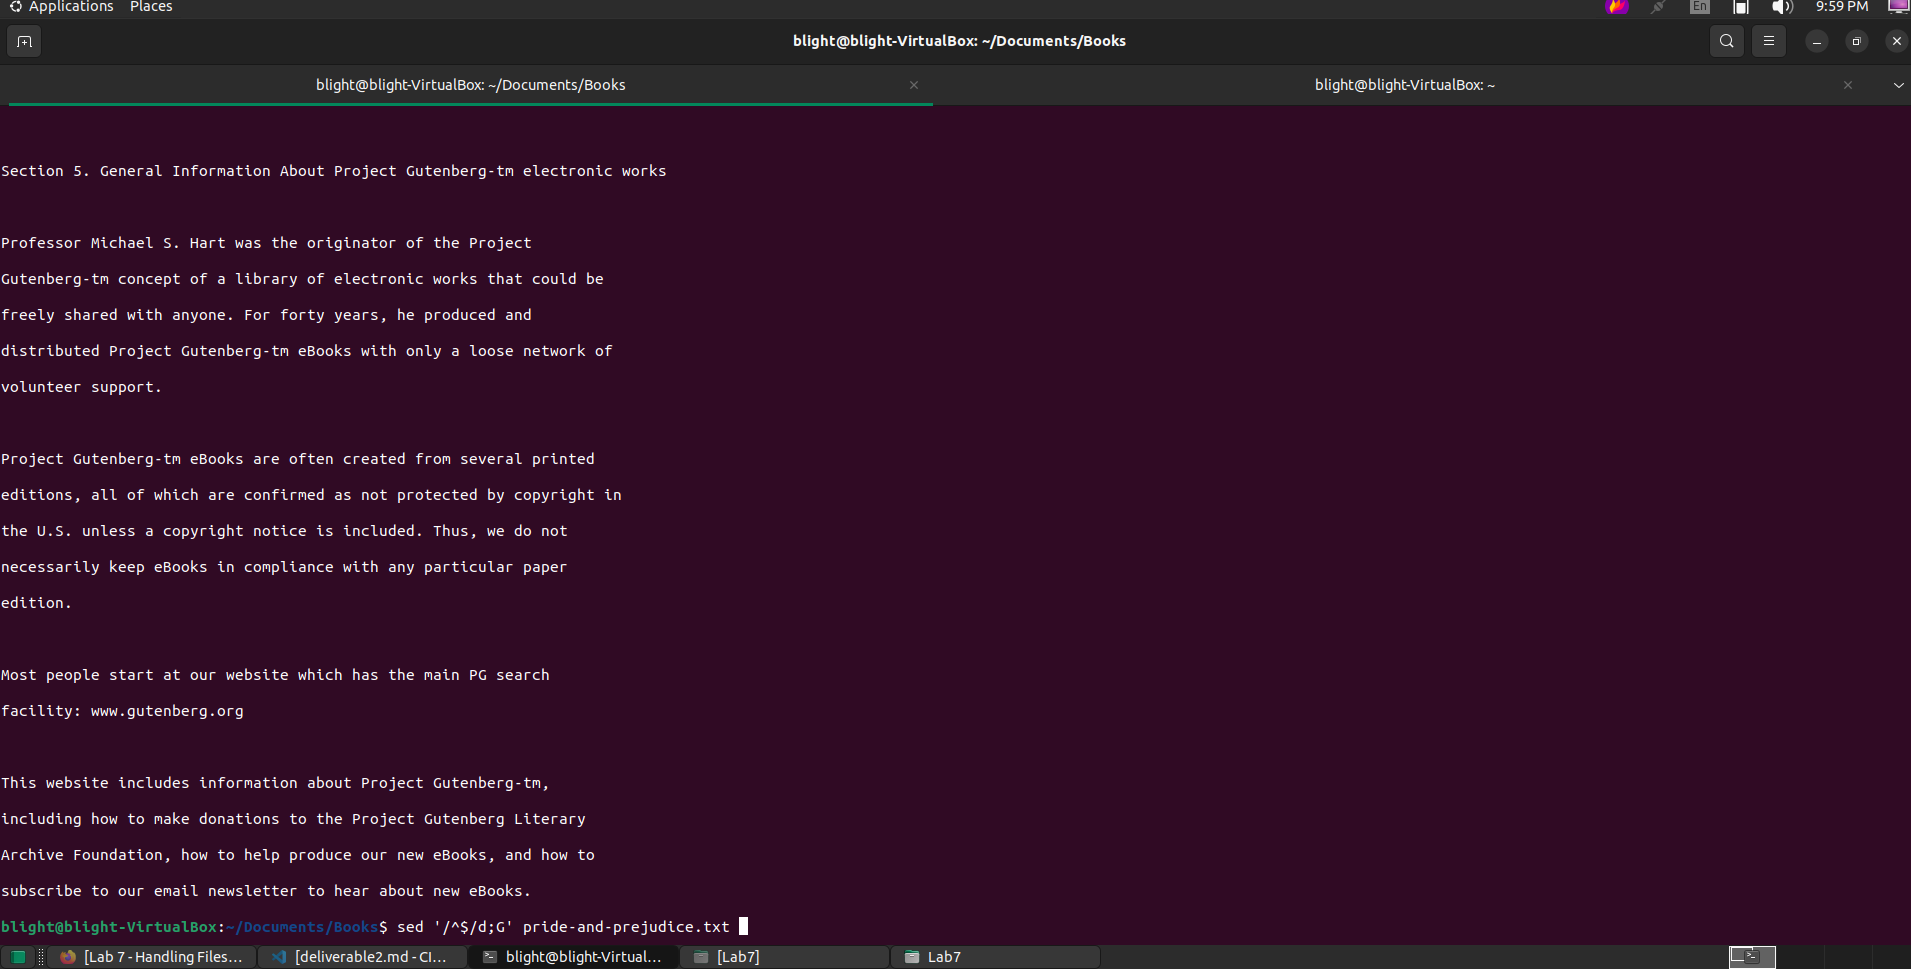 Applications Places En 9:59 PM
blight@blight-VirtualBox: ~/Documents/Books
blight@blight-VirtualBox: ~/Documents/Books blight@blight-VirtualBox: ~
Section 5. General Information About Project Gutenberg-tm electronic works
Professor Michael S. Hart was the originator of the Project
Gutenberg-tm concept of a library of electronic works that could be
freely shared with anyone. For forty years, he produced and
distributed Project Gutenberg-tm eBooks with only a loose network of
volunteer support.
Project Gutenberg-tm eBooks are often created from several printed
editions, all of which are confirmed as not protected by copyright in
the U.S. unless a copyright notice is included. Thus, we do not
necessarily keep eBooks in compliance with any particular paper
edition.
Most people start at our website which has the main PG search
facility: www.gutenberg.org
This website includes information about Project Gutenberg-tm,
including how to make donations to the Project Gutenberg Literary
Archive Foundation, how to help produce our new eBooks, and how to
subscribe to our email newsletter to hear about new eBooks.
blight@blight-VirtualBox:~/Documents/Books$ sed '/^$/d;G' pride-and-prejudice.txt
[Lab 7 - Handling Files... [deliverable2.md - CI... blight@blight-Virtual... [Lab7] Lab7